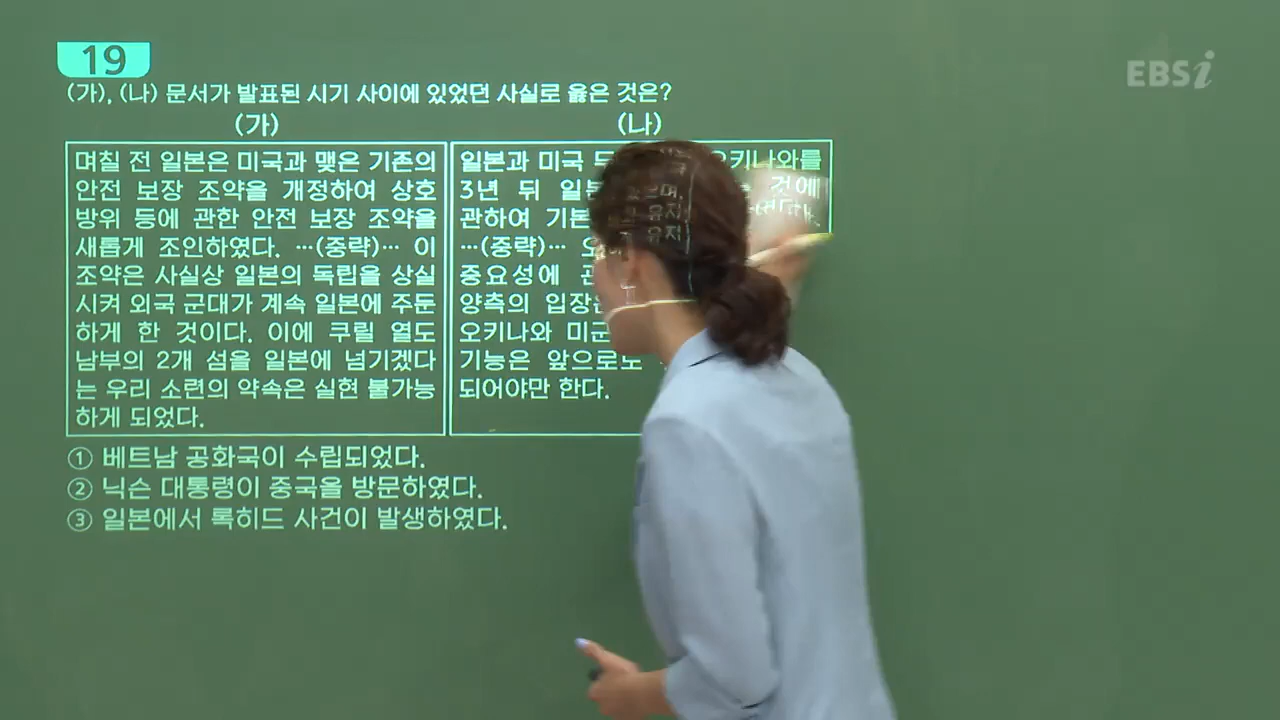 19
EBSi
(가), (나) 문서가 발표된 시기 사이에 있었던 사실로 옳은 것은?
(가)
며칠 전 일본은 미국과 맺은 기존의
안전 보장 조약을 개정하여 상호
방위 등에 관한 안전 보장 조약을
새롭게 조인하였다. …(중략)… 이
조약은 사실상 일본의 독립을 상실
시켜 외국 군대가 계속 일본에 주둔
하게 한 것이다. 이에 쿠릴 열도
남부의 2개 섬을 일본에 넘기겠다
는 우리 소련의 약속은 실현 불가능
하게 되었다.
(나)
일본과 미국 오키나와를
3년 뒤 것에
관하여
…(중략)…
중요성에
양측의
오키나와 미군
기능은 앞으로도
되어야만 한다.
① 베트남 공화국이 수립되었다.
② 닉슨 대통령이 중국을 방문하였다.
③ 일본에서 록히드 사건이 발생하였다.